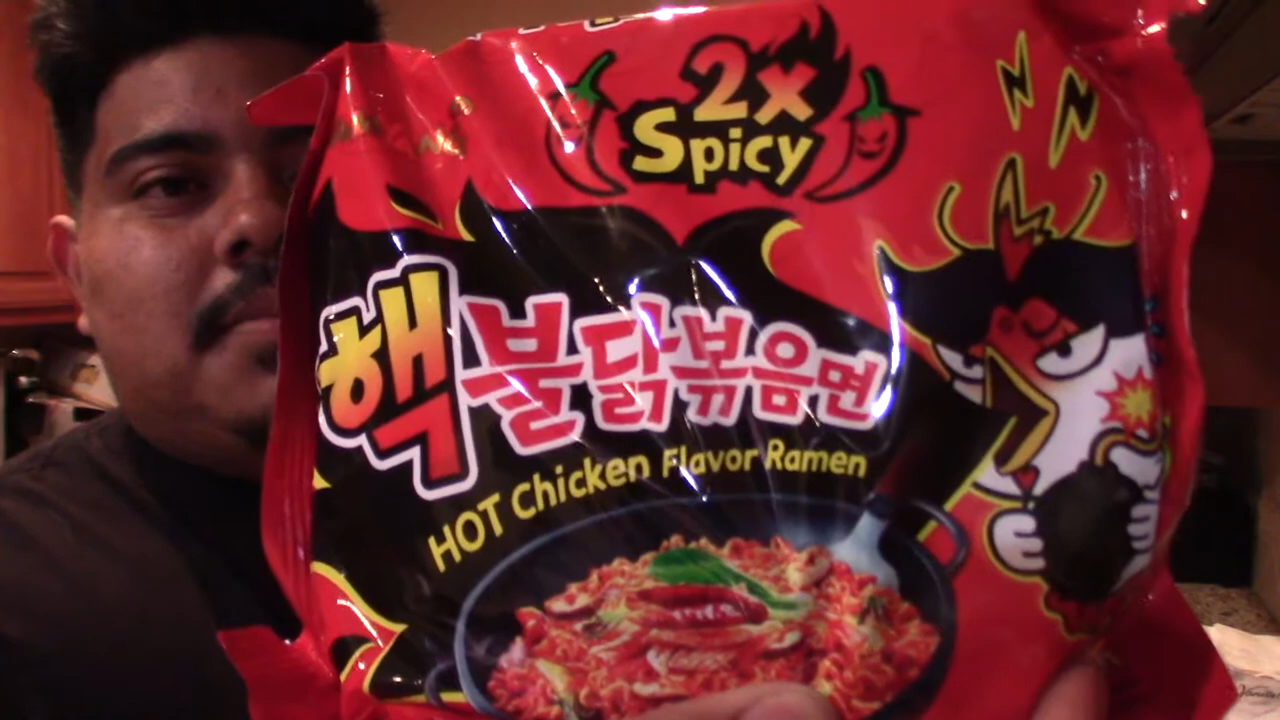 2x
Spicy
핵불닭볶음면
HOT Chicken Flavor Ramen